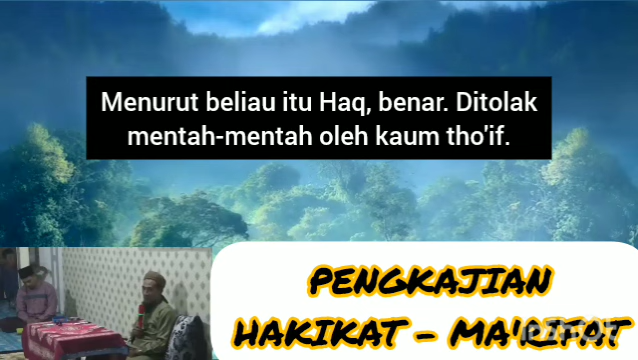 Menurut beliau itu Haq, benar. Ditolak
mentah-mentah oleh kaum tho'if.
PENGKAJIAN
HAKIKAT - MA'RIFAT